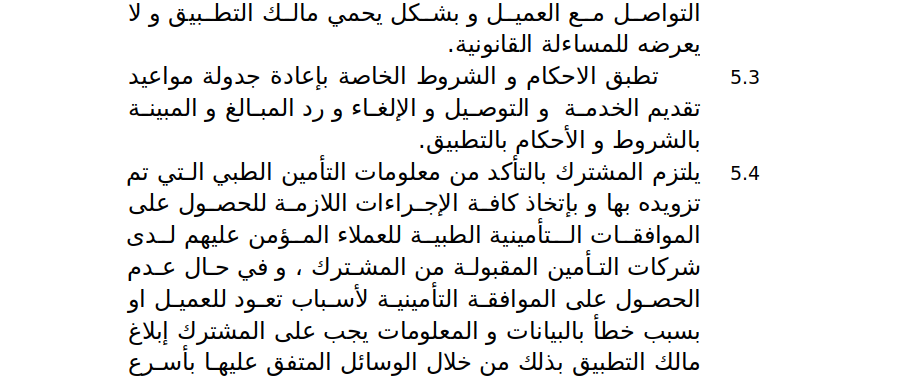 التواصل مع العميل و بشكل يحمي مالك التطبيق و لا
يعرضه للمساءلة القانونية.
5.3 تطبق الاحكام و الشروط الخاصة بإعادة جدولة مواعيد
تقديم الخدمة و التوصيل و الإلغاء و رد المبالغ و المبينة
بالشروط و الأحكام بالتطبيق.
5.4 يلتزم المشترك بالتأكد من معلومات التأمين الطبي التي تم
تزويده بها و بإتخاذ كافة الإجراءات اللازمة للحصول على
الموافقات التأمينية الطبية للعملاء المؤمن عليهم لدى
شركات التأمين المقبولة من المشترك ، و في حال عدم
الحصول على الموافقة التأمينية لأسباب تعود للعميل او
بسبب خطأ بالبيانات و المعلومات يجب على المشترك إبلاغ
مالك التطبيق بذلك من خلال الوسائل المتفق عليها بأسرع